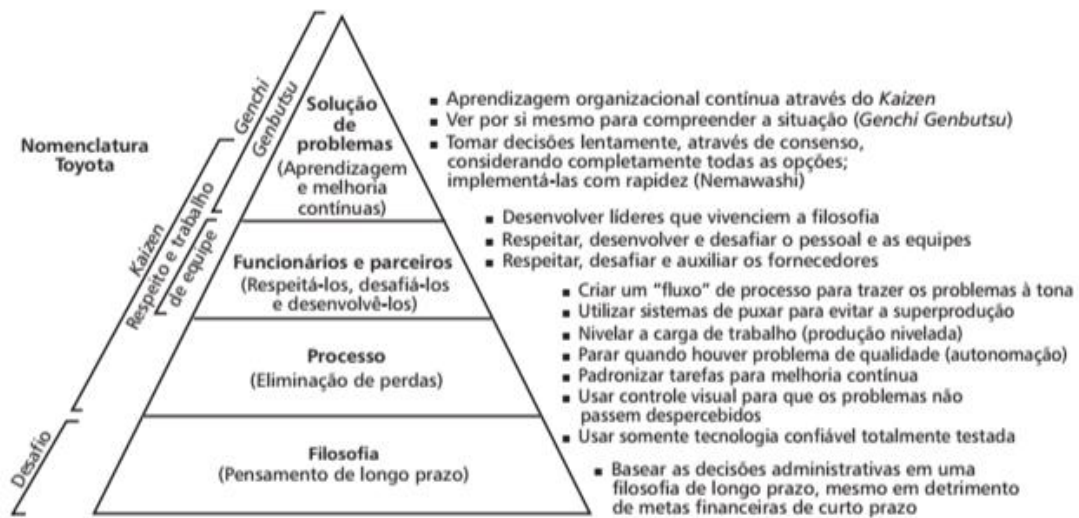 Nomenclatura
Toyota
Genchi
Genbutsu
Kaizen
Respeito e trabalho
de equipe
Desafio
Solução
de
problemas
(Aprendizagem
e melhoria
contínuas)
▪ Aprendizagem organizacional contínua através do Kaizen
▪ Ver por si mesmo para compreender a situação (Genchi Genbutsu)
▪ Tomar decisões lentamente, através de consenso,
considerando completamente todas as opções;
implementá-las com rapidez (Nemawashi)
Funcionários e parceiros
(Respeitá-los, desafiá-los
e desenvolvê-los)
▪ Desenvolver líderes que vivenciem a filosofia
▪ Respeitar, desenvolver e desafiar o pessoal e as equipes
▪ Respeitar, desafiar e auxiliar os fornecedores
Processo
(Eliminação de perdas)
▪ Criar um "fluxo" de processo para trazer os problemas à tona
▪ Utilizar sistemas de puxar para evitar a superprodução
▪ Nivelar a carga de trabalho (produção nivelada)
▪ Parar quando houver problema de qualidade (autonomação)
▪ Padronizar tarefas para melhoria contínua
▪ Usar controle visual para que os problemas não
passem despercebidos
▪ Usar somente tecnologia confiável totalmente testada
Filosofia
(Pensamento de longo prazo)
▪ Basear as decisões administrativas em uma
filosofia de longo prazo, mesmo em detrimento
de metas financeiras de curto prazo